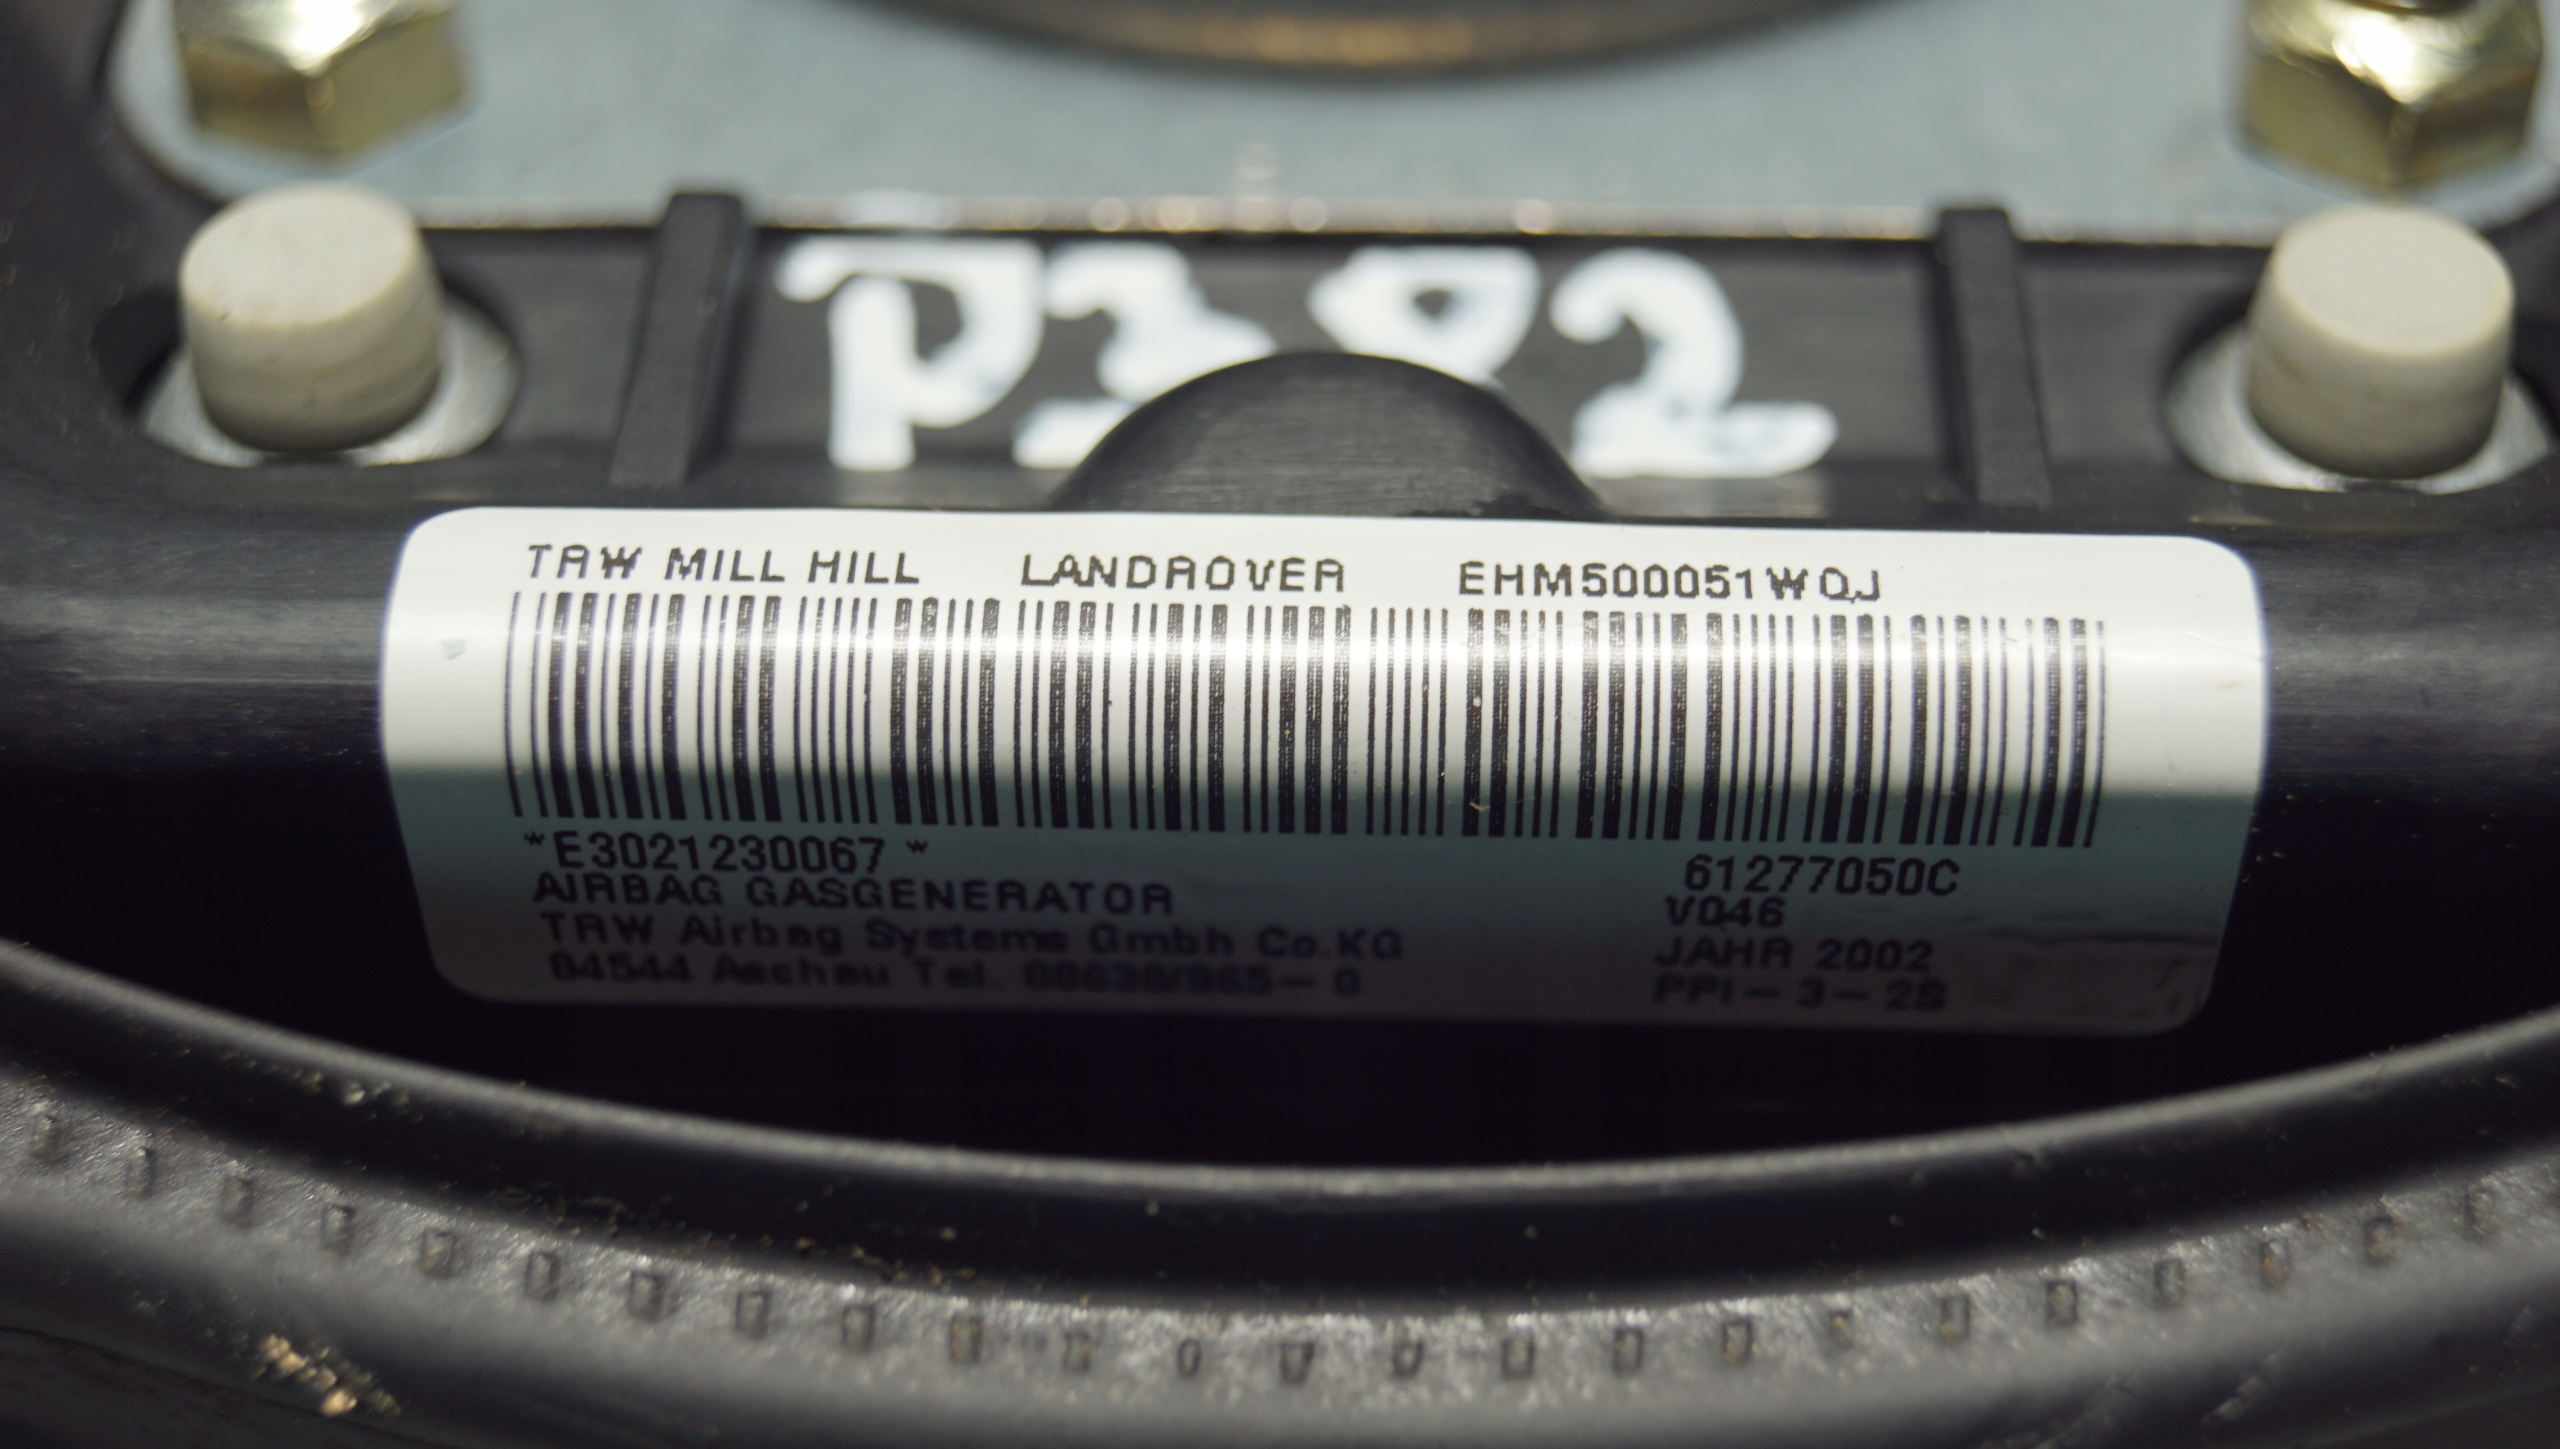 P382
TRW MILL HILL LANDROVER EHM500051WQJ
*E3021230067 * 61277050C
AIRBAG GASGENERATOR V046
TRW Airbag Systems Gmbh Co.KG JAHR 2002
84544 Aschau Tel. 08638/965-0 PPI-3-2S